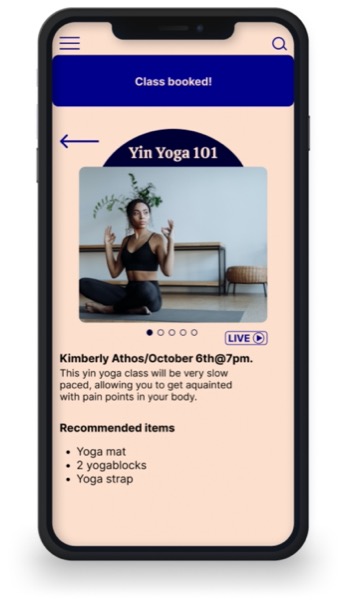 Class booked!
Yin Yoga 101
LIVE
Kimberly Athos/October 6th@7pm.
This yin yoga class will be very slow
paced, allowing you to get aquainted
with pain points in your body.
Recommended items
• Yoga mat
• 2 yogablocks
• Yoga strap